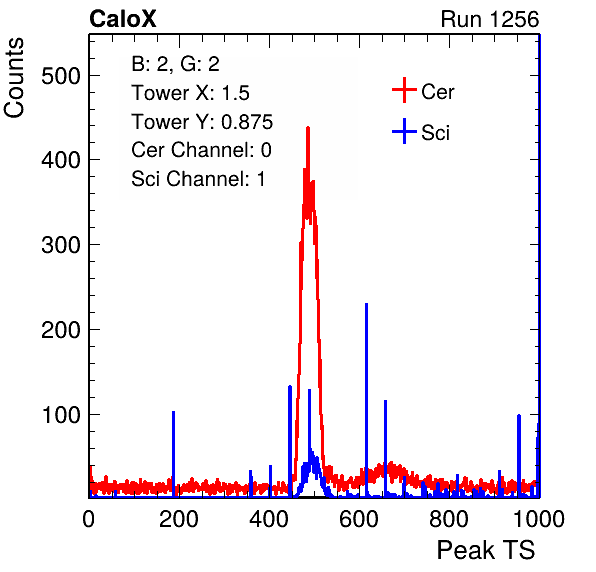 CaloX Run 1256
Counts
B: 2, G: 2
Tower X: 1.5
Tower Y: 0.875
Cer Channel: 0
Sci Channel: 1
Cer
Sci
500
400
300
200
100
0 200 400 600 800 1000
Peak TS